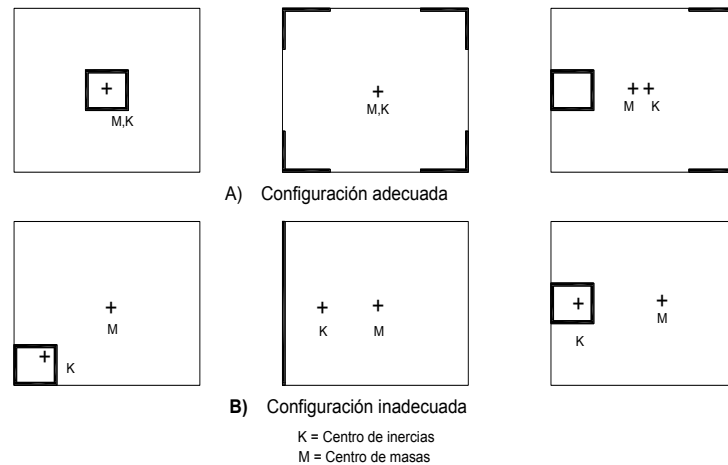 M,K
M,K
M K
A) Configuración adecuada
M
K
K M
K
M
B) Configuración inadecuada
K = Centro de inercias
M = Centro de masas